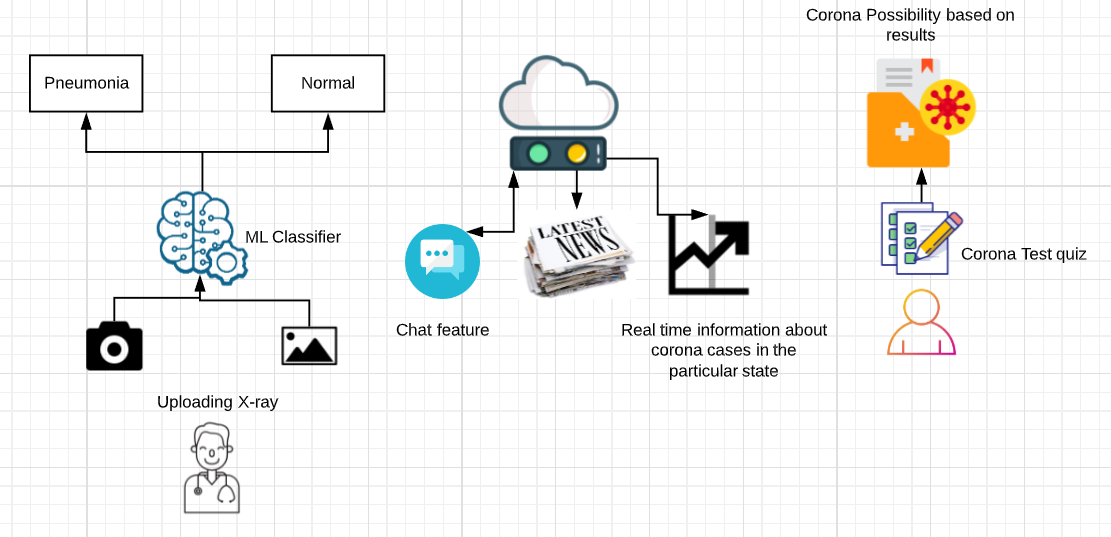 Corona Possibility based on
results
Pneumonia
Normal
ML Classifier
LATEST
NEWS
Corona Test quiz
Chat feature
Real time information about
corona cases in the
particular state
Uploading X-ray